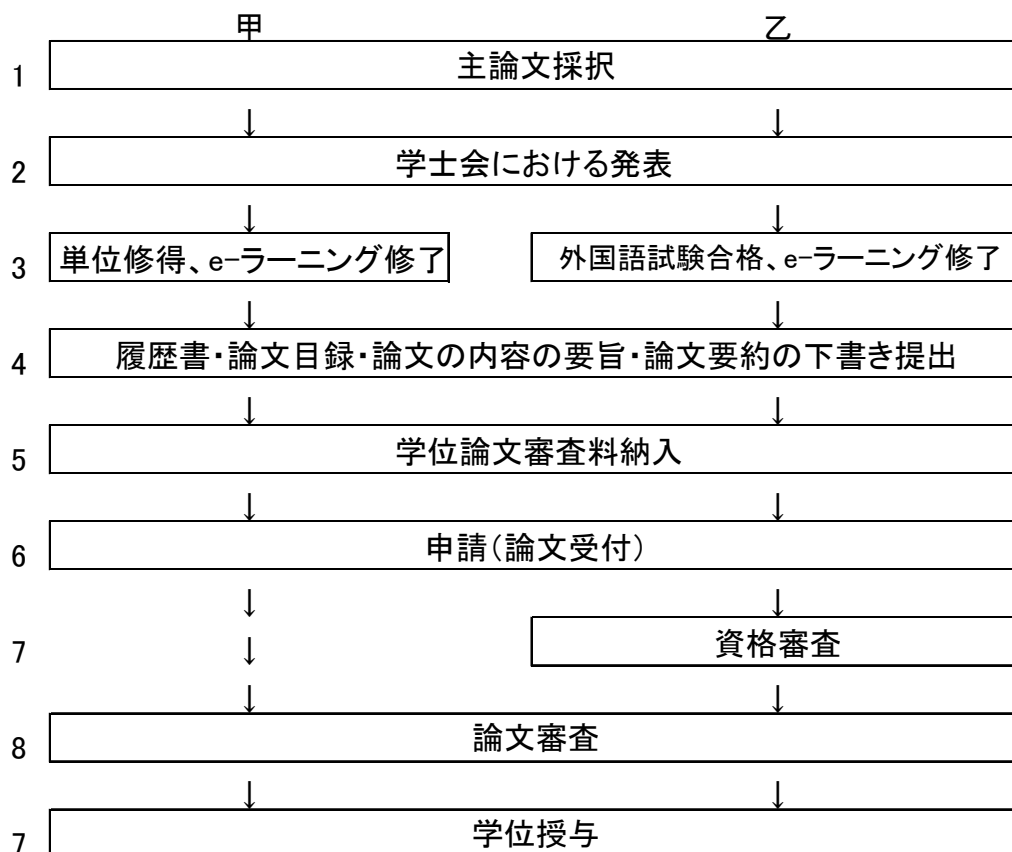 甲 乙
1 主論文採択
↓ ↓
2 学士会における発表
↓ ↓
3 単位修得、e-ラーニング修了 外国語試験合格、e-ラーニング修了
↓ ↓
4 履歴書・論文目録・論文の内容の要旨・論文要約の下書き提出
↓ ↓
5 学位論文審査料納入
↓ ↓
6 申請(論文受付)
↓ ↓
7 ↓ 資格審査
↓ ↓
8 論文審査
↓ ↓
7 学位授与